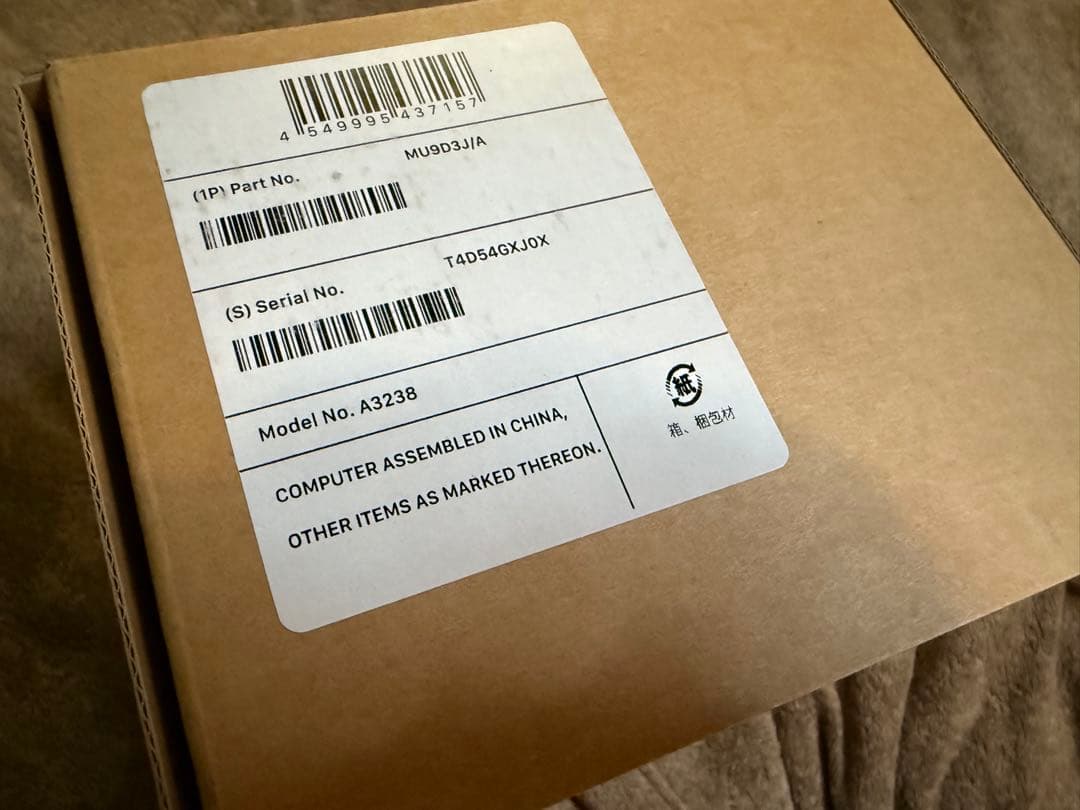 4 549995 437157
(1P) Part No.
MU9D3J/A
(S) Serial No.
T4D54GXJ0X
Model No. A3238
COMPUTER ASSEMBLED IN CHINA,
OTHER ITEMS AS MARKED THEREON.
紙
箱、梱包材